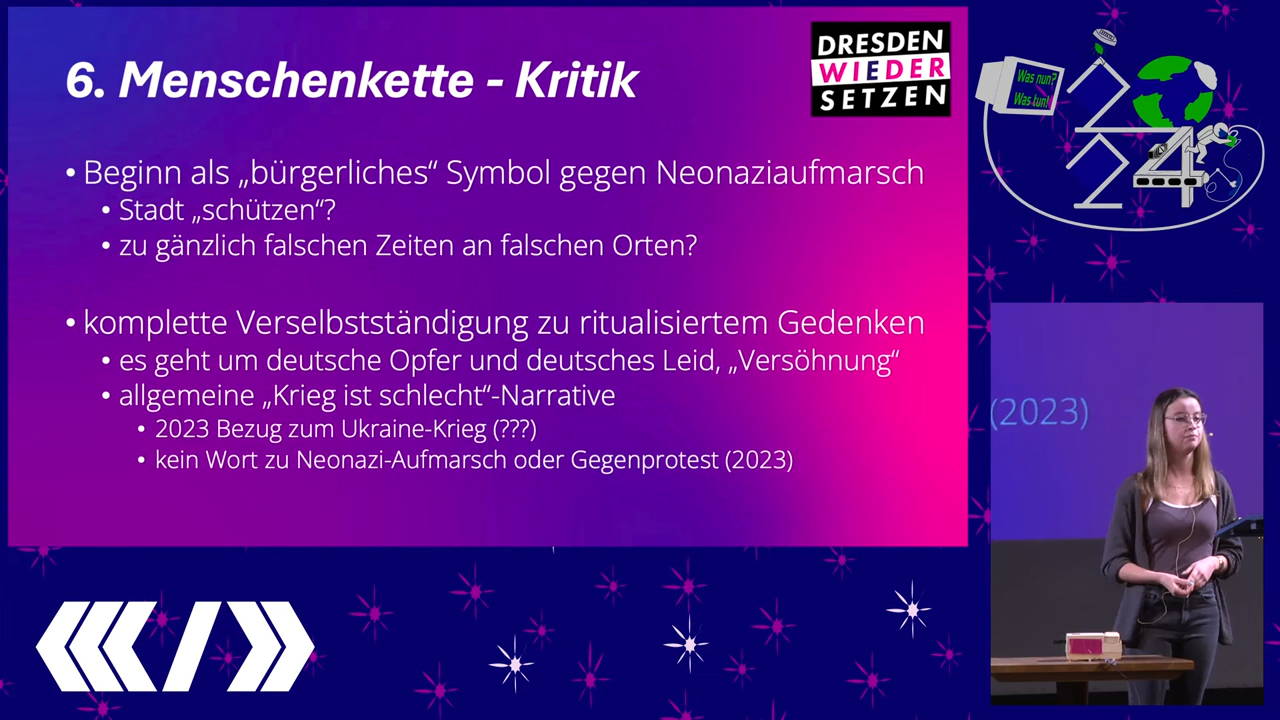 6. Menschenkette - Kritik
DRESDEN
WIEDER
SETZEN
• Beginn als „bürgerliches“ Symbol gegen Neonaziaufmarsch
• Stadt „schützen“?
• zu gänzlich falschen Zeiten an falschen Orten?
• komplette Verselbstständigung zu ritualisiertem Gedenken
• es geht um deutsche Opfer und deutsches Leid, „Versöhnung“
• allgemeine „Krieg ist schlecht“-Narrative
• 2023 Bezug zum Ukraine-Krieg (???)
• kein Wort zu Neonazi-Aufmarsch oder Gegenprotest (2023)
Was nun?
Was tun!
2024
(2023)